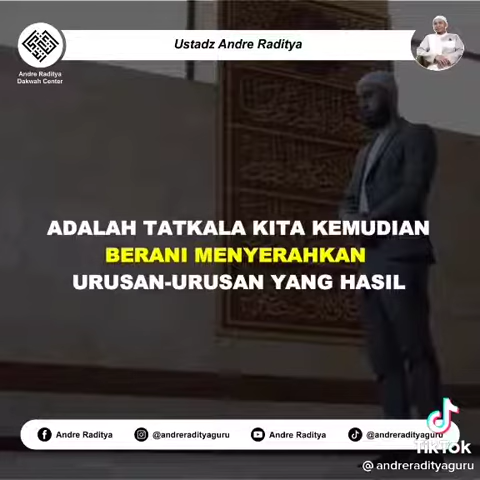 Ustadz Andre Raditya
Andre Raditya
Dakwah Center
ADALAH TATKALA KITA KEMUDIAN
BERANI MENYERAHKAN
URUSAN-URUSAN YANG HASIL
Andre Raditya
@andreradityaguru
Andre Raditya
@andreradityaguru
TikTok
@andreradityaguru